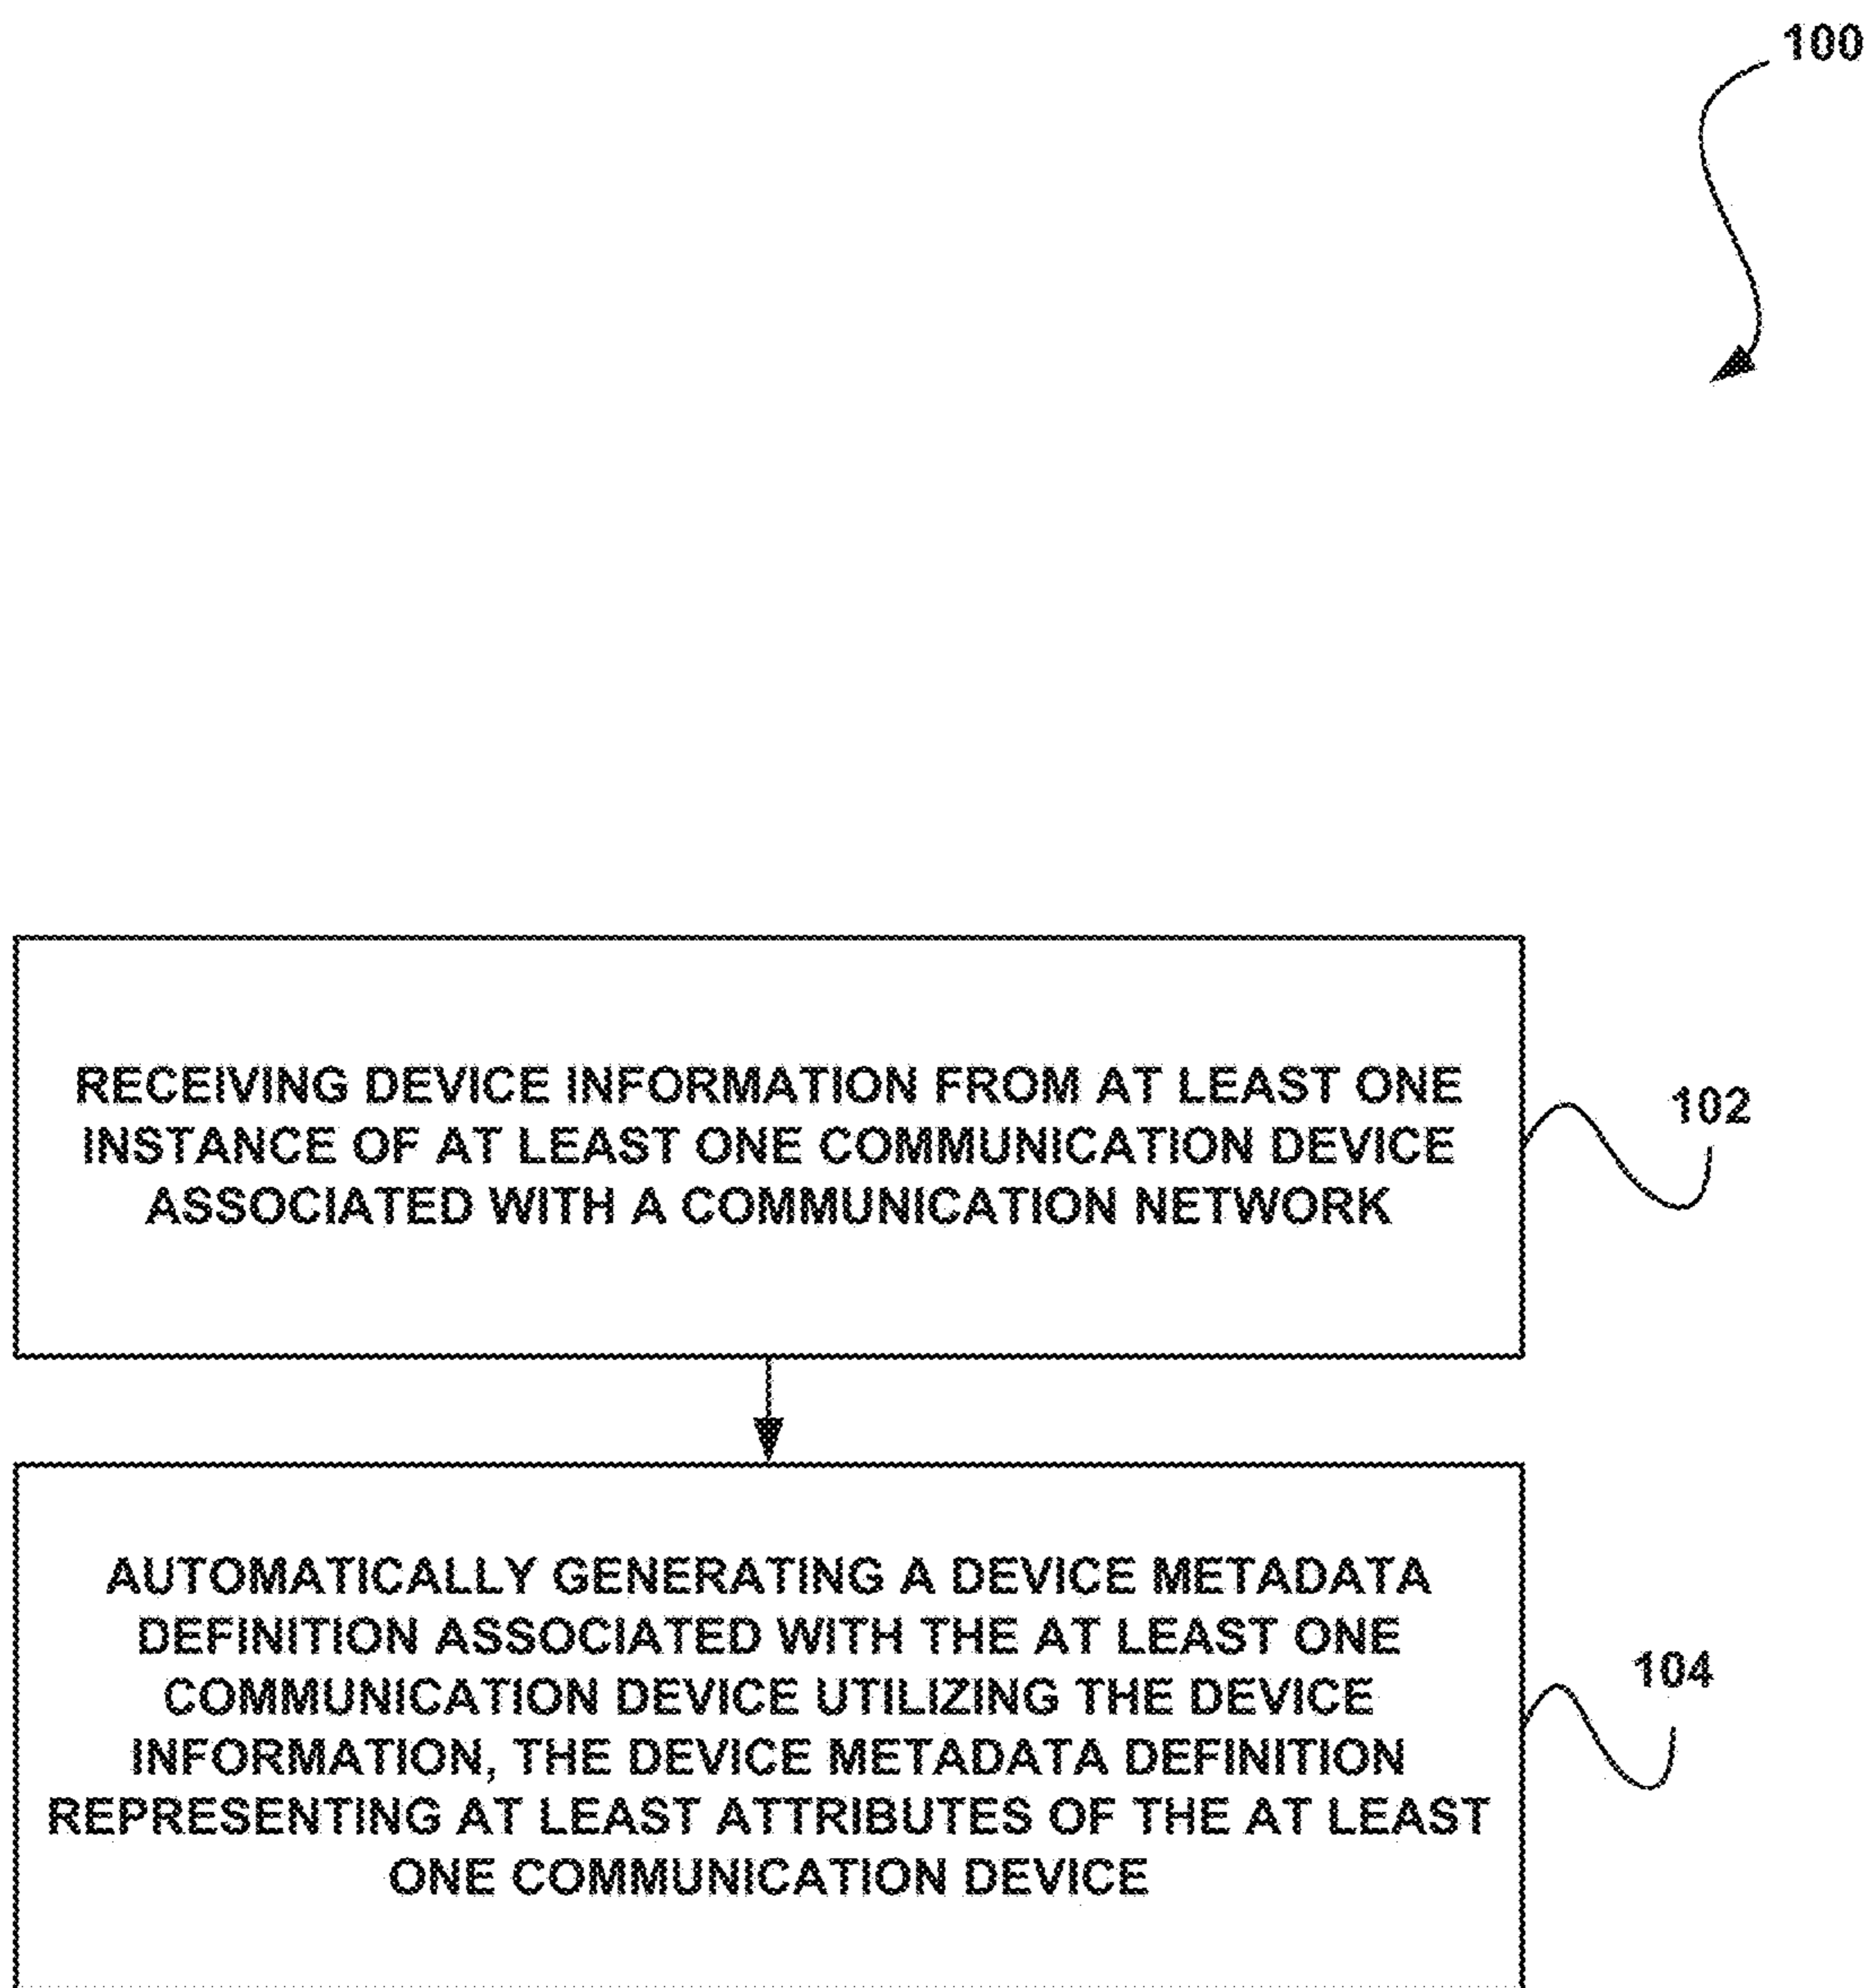 100
RECEIVING DEVICE INFORMATION FROM AT LEAST ONE
INSTANCE OF AT LEAST ONE COMMUNICATION DEVICE
ASSOCIATED WITH A COMMUNICATION NETWORK
102
AUTOMATICALLY GENERATING A DEVICE METADATA
DEFINITION ASSOCIATED WITH THE AT LEAST ONE
COMMUNICATION DEVICE UTILIZING THE DEVICE
INFORMATION, THE DEVICE METADATA DEFINITION
REPRESENTING AT LEAST ATTRIBUTES OF THE AT LEAST
ONE COMMUNICATION DEVICE
104